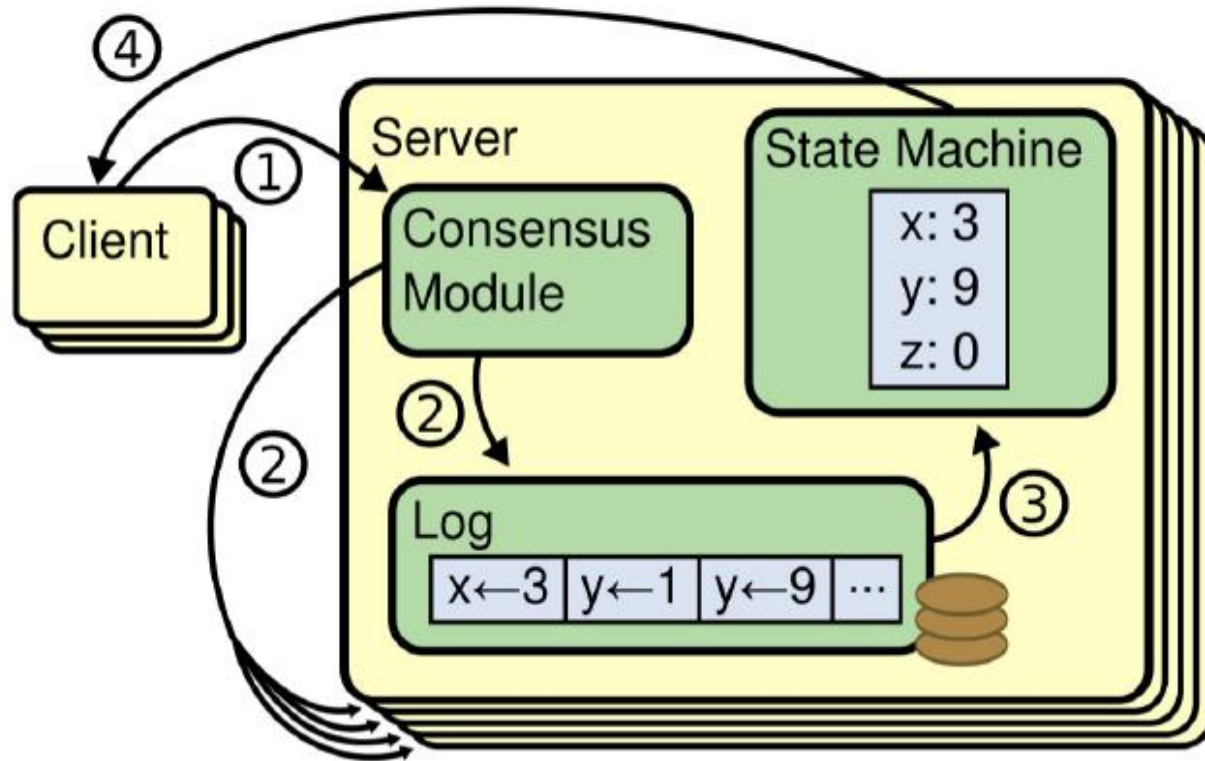 ④
①
Server
State Machine
Client
Consensus
Module
x: 3
y: 9
z: 0
②
②
③
Log
x←3 y←1 y←9 ...